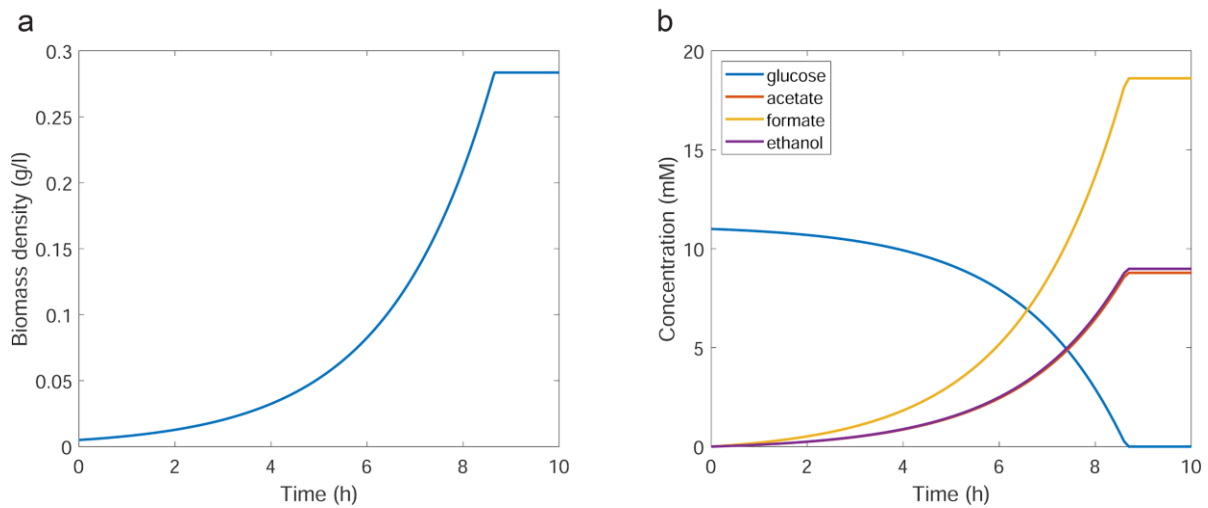 a
0.3
0.25
0.2
0.15
0.1
0.05
0
Biomass density (g/l)
0 2 4 6 8 10
Time (h)
b
20
15
10
5
0
Concentration (mM)
glucose
acetate
formate
ethanol
0 2 4 6 8 10
Time (h)